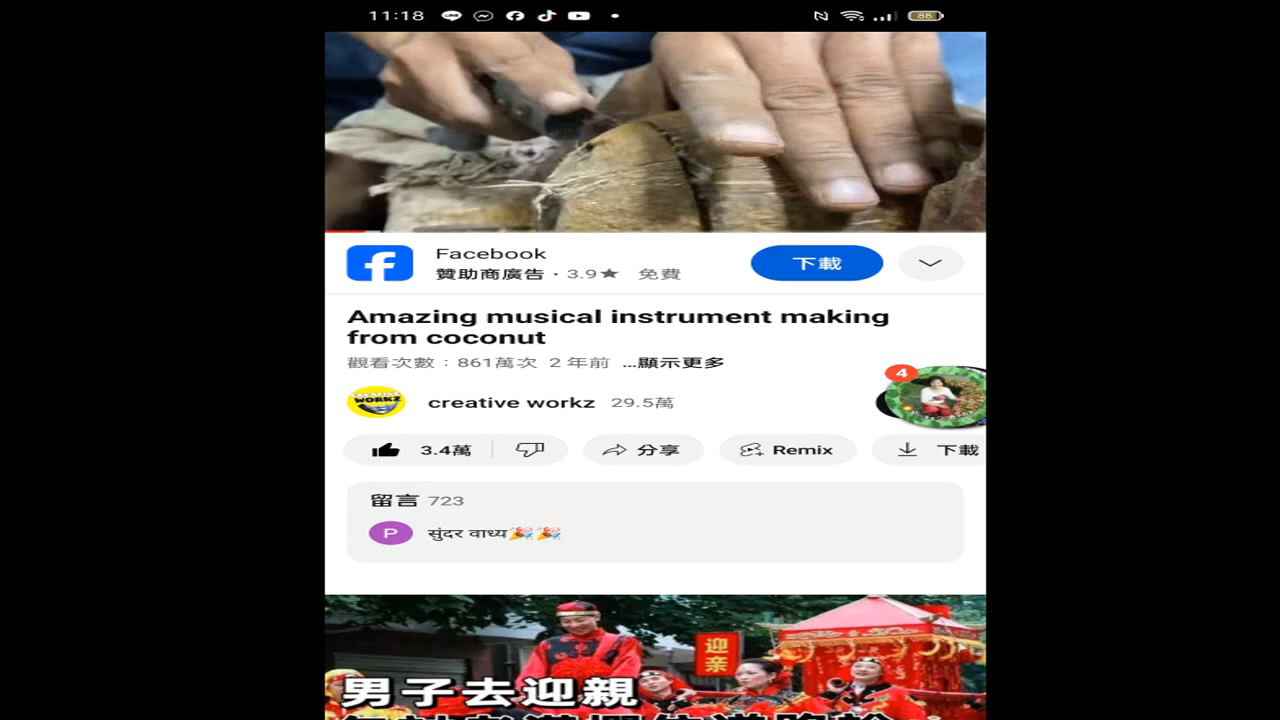 11:18
88
Facebook
贊助商廣告・3.9★ 免費
下載
Amazing musical instrument making
from coconut
觀看次數：861萬次 2 年前 ...顯示更多
4
CREATIVE
WORKZ
creative workz 29.5萬
3.4萬 分享 Remix 下載
留言 723
P सुंदर वाध्य🎉🎉
迎
亲
男子去迎親